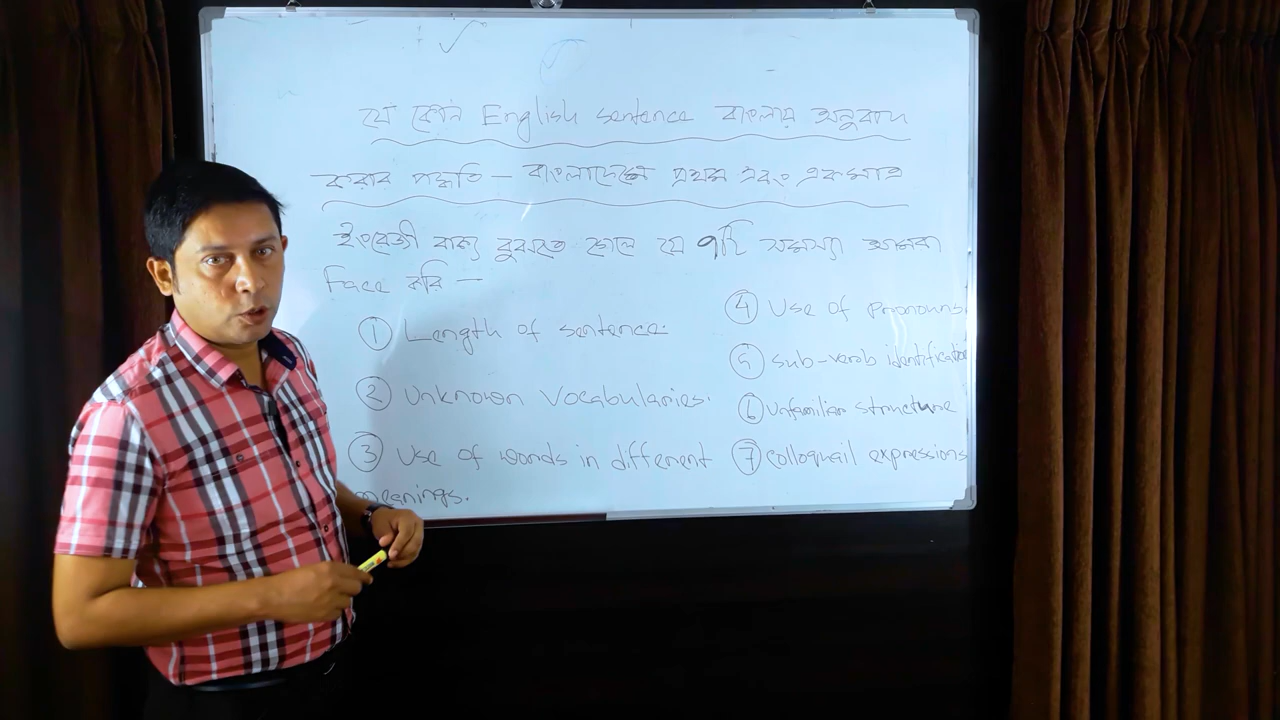 যে কোন English sentence বাংলায় অনুবাদ
করার পদ্ধতি — বাংলাদেশে প্রথম এবং একমাত্র
ইংরেজী বাক্য বুঝতে গেলে যে ৭টি সমস্যা আমরা
Face করি —
① Length of sentence.
② Unknown Vocabularies.
③ Use of words in different
meanings.
④ Use of pronouns.
⑤ Sub-verb identification
⑥ Unfamiliar structure
⑦ Colloquail expressions